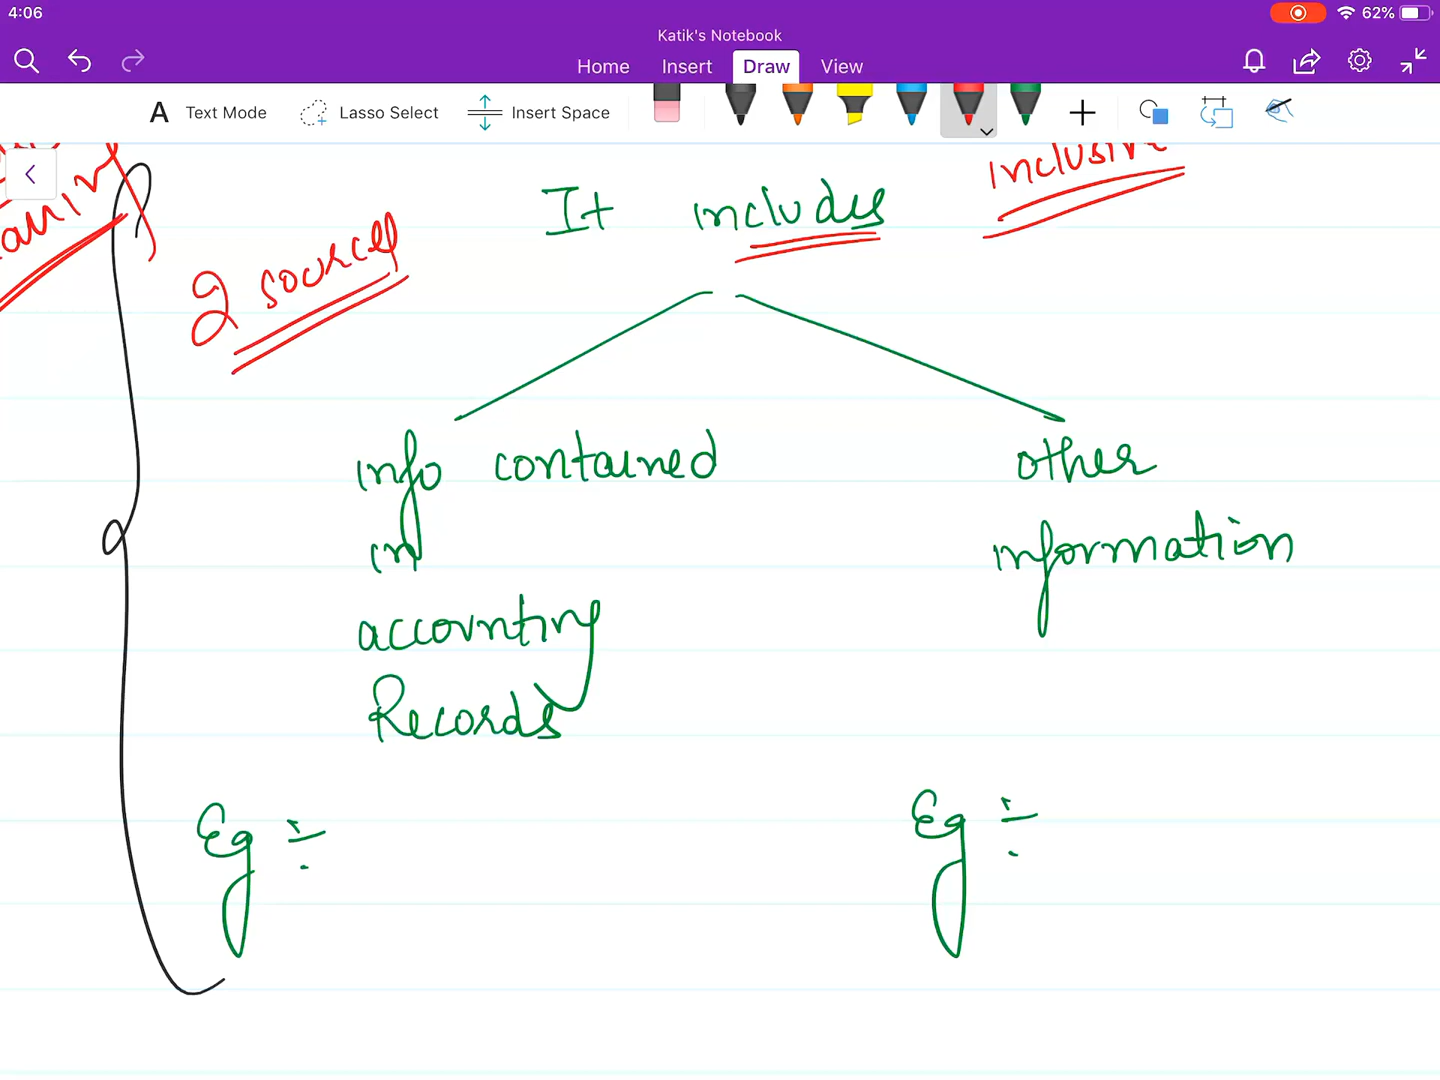 4:06
62%
Katik's Notebook
Home Insert Draw View
A Text Mode Lasso Select Insert Space
inclusive
It includes
2 sources
info contained
in
accounting
Records
other
information
Eg :-
Eg :-